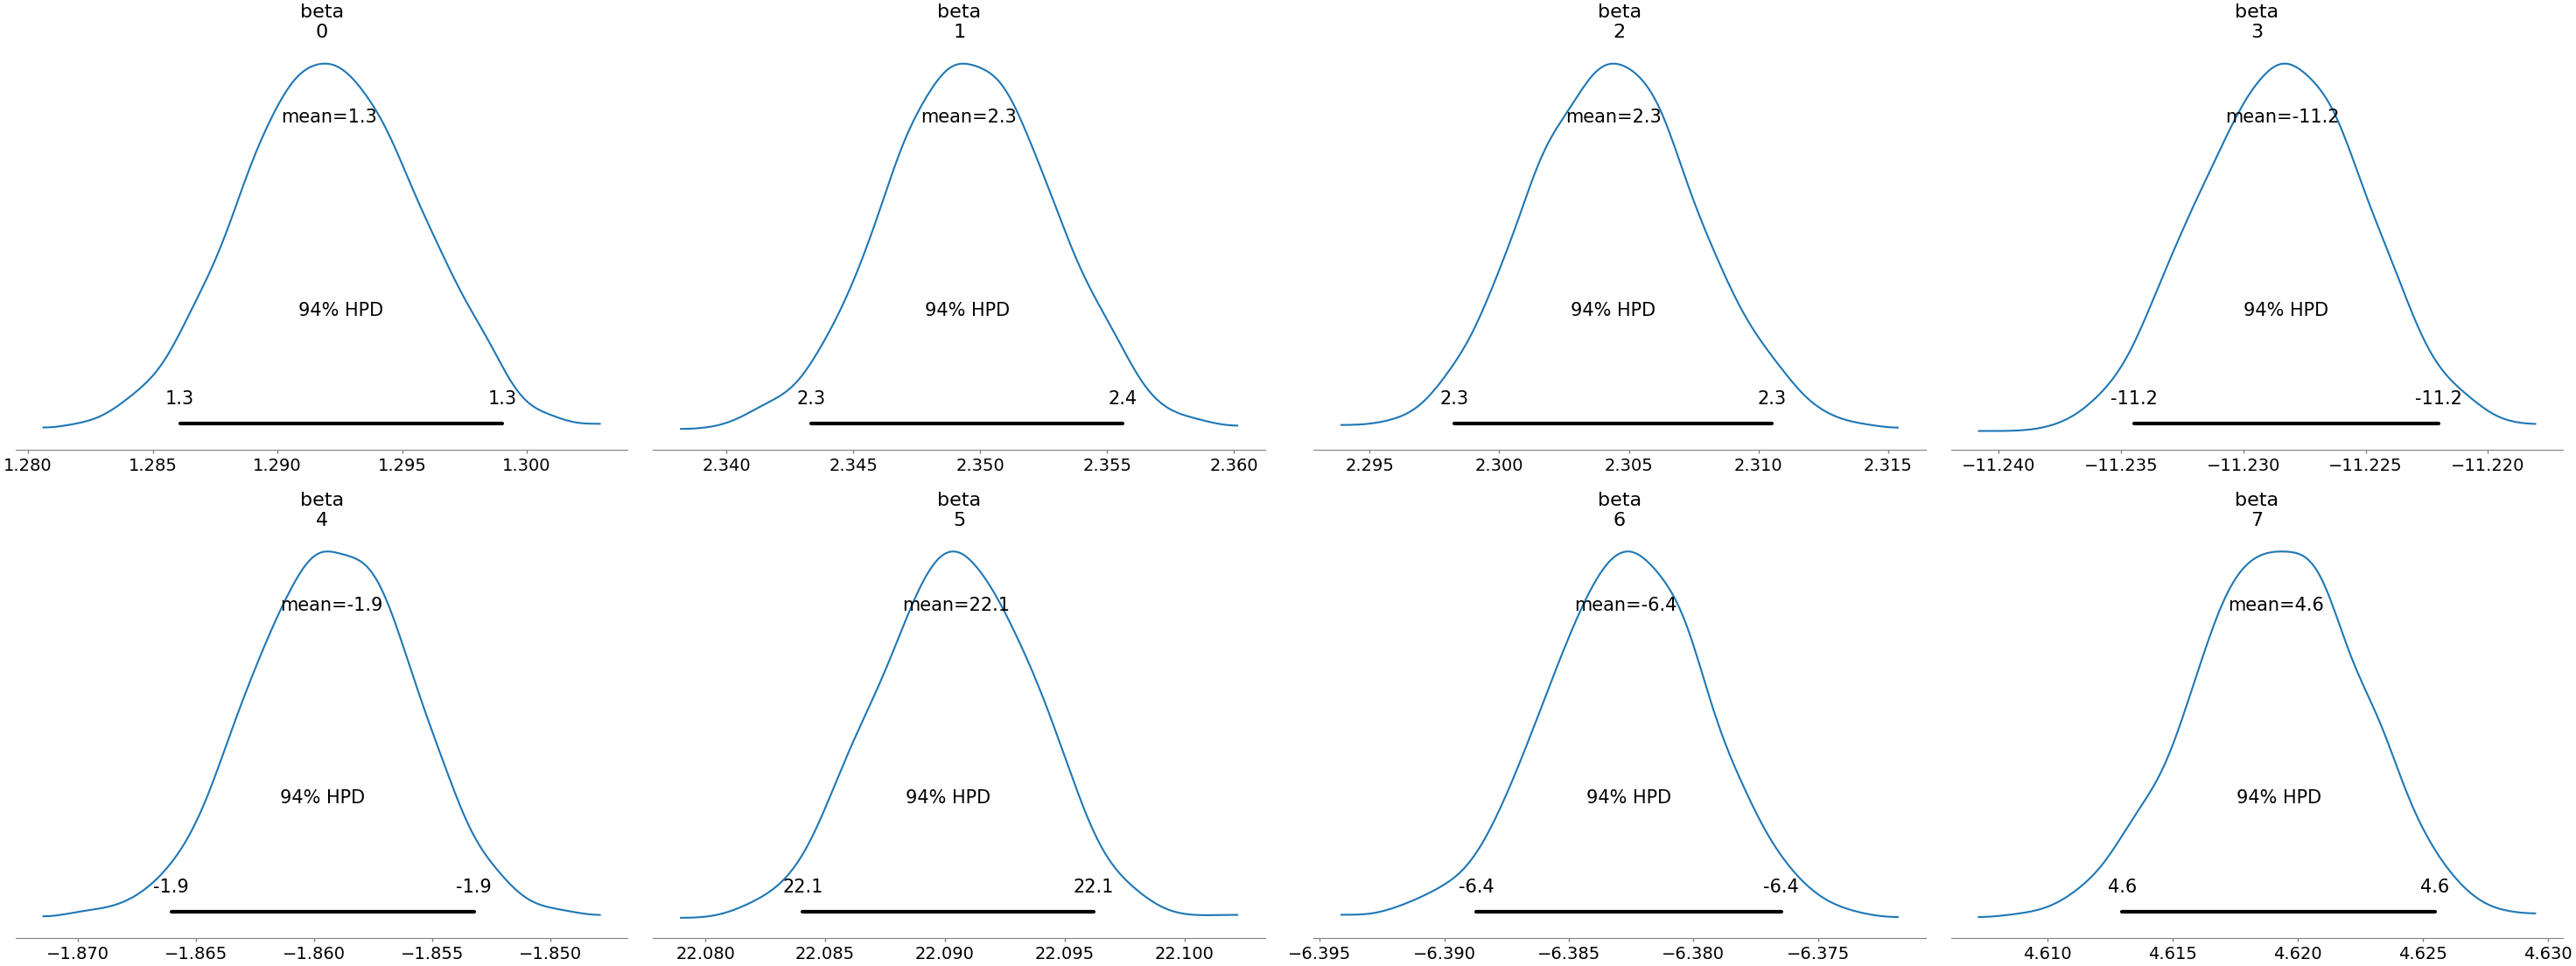 beta
0
mean=1.3
94% HPD
1.3 1.3
1.280 1.285 1.290 1.295 1.300
beta
1
mean=2.3
94% HPD
2.3 2.4
2.340 2.345 2.350 2.355 2.360
beta
2
mean=2.3
94% HPD
2.3 2.3
2.295 2.300 2.305 2.310 2.315
beta
3
mean=-11.2
94% HPD
-11.2 -11.2
−11.240 −11.235 −11.230 −11.225 −11.220
beta
4
mean=-1.9
94% HPD
-1.9 -1.9
−1.870 −1.865 −1.860 −1.855 −1.850
beta
5
mean=22.1
94% HPD
22.1 22.1
22.080 22.085 22.090 22.095 22.100
beta
6
mean=-6.4
94% HPD
-6.4 -6.4
−6.395 −6.390 −6.385 −6.380 −6.375
beta
7
mean=4.6
94% HPD
4.6 4.6
4.610 4.615 4.620 4.625 4.630